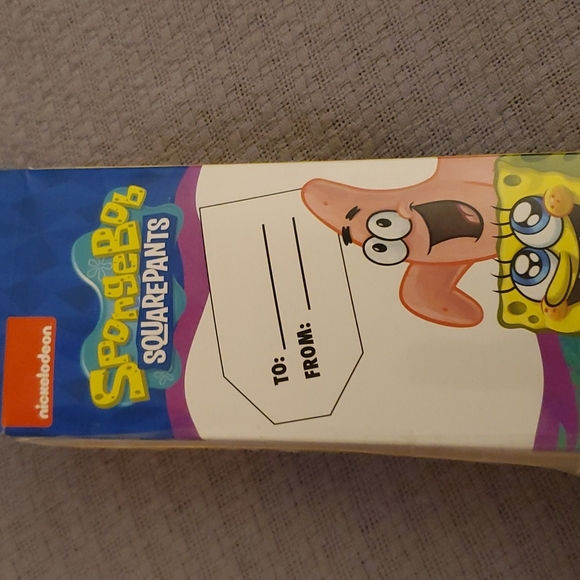 nickelodeon
SpongeBob
SQUAREPANTS
TO:
FROM: